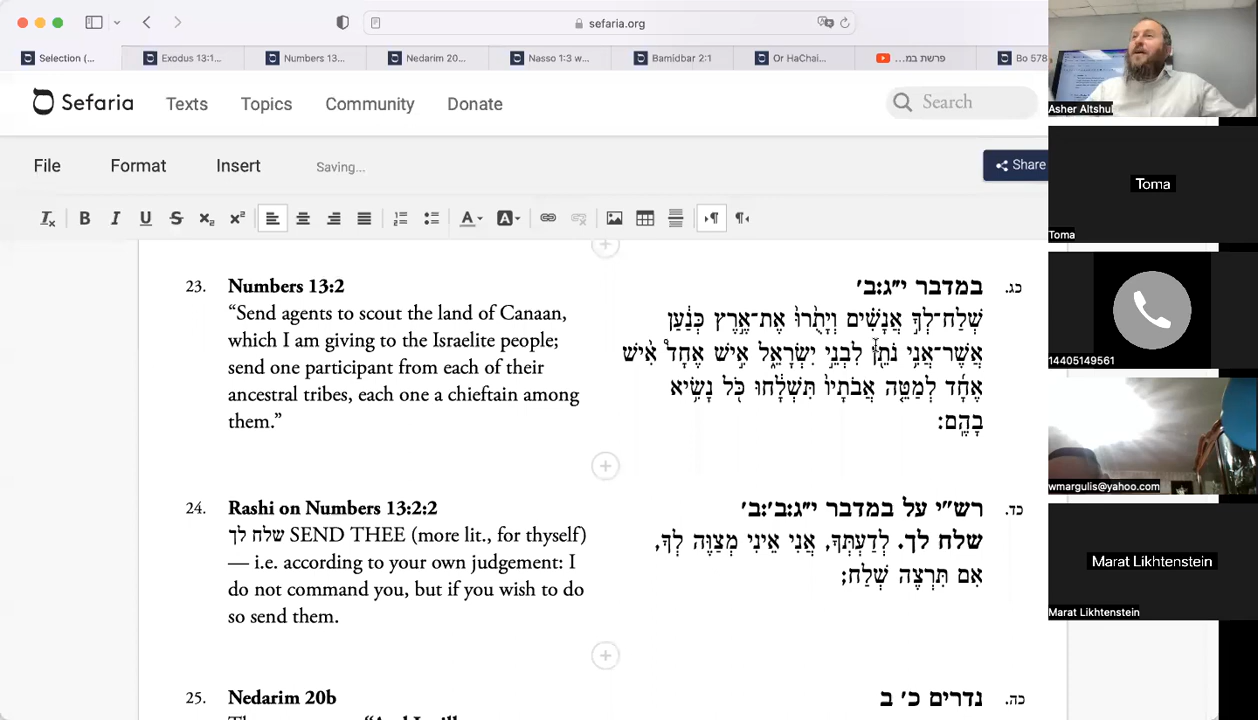 sefaria.org
Selection (...
Exodus 13:1...
Numbers 13...
Nedarim 20...
Nasso 1:3 w...
Bamidbar 2:1
Or HaChai...
פרשת במ...
Bo 578
Sefaria
Texts
Topics
Community
Donate
Search
File
Format
Insert
Saving...
Share
23.
Numbers 13:2
“Send agents to scout the land of Canaan,
which I am giving to the Israelite people;
send one participant from each of their
ancestral tribes, each one a chieftain among
them.”
כג.
במדבר י״ג:ב׳
שְׁלַח־לְךָ֣ אֲנָשִׁ֗ים וְיָתֻ֙רוּ֙ אֶת־אֶ֣רֶץ כְּנַ֔עַן
אֲשֶׁר־אֲנִ֥י נֹתֵ֖ן לִבְנֵ֣י יִשְׂרָאֵ֑ל אִ֣ישׁ אֶחָד֩ אִ֨ישׁ
אֶחָ֜ד לְמַטֵּ֤ה אֲבֹתָיו֙ תִּשְׁלָ֔חוּ כֹּ֖ל נָשִׂ֥יא
בָהֶֽם׃
24.
Rashi on Numbers 13:2:2
שלח לך SEND THEE (more lit., for thyself)
— i.e. according to your own judgement: I
do not command you, but if you wish to do
so send them.
כד.
רש״י על במדבר י״ג:ב׳:ב׳
שלח לך. לְדַעְתְּךָ, אֲנִי אֵינִי מְצַוֶּה לְךָ,
אִם תִּרְצֶה שְׁלַח;
25.
Nedarim 20b
כה.
נדרים כ׳ ב
Asher Altshul
Toma
Toma
14405149561
wmargulis@yahoo.com
Marat Likhtenstein
Marat Likhtenstein